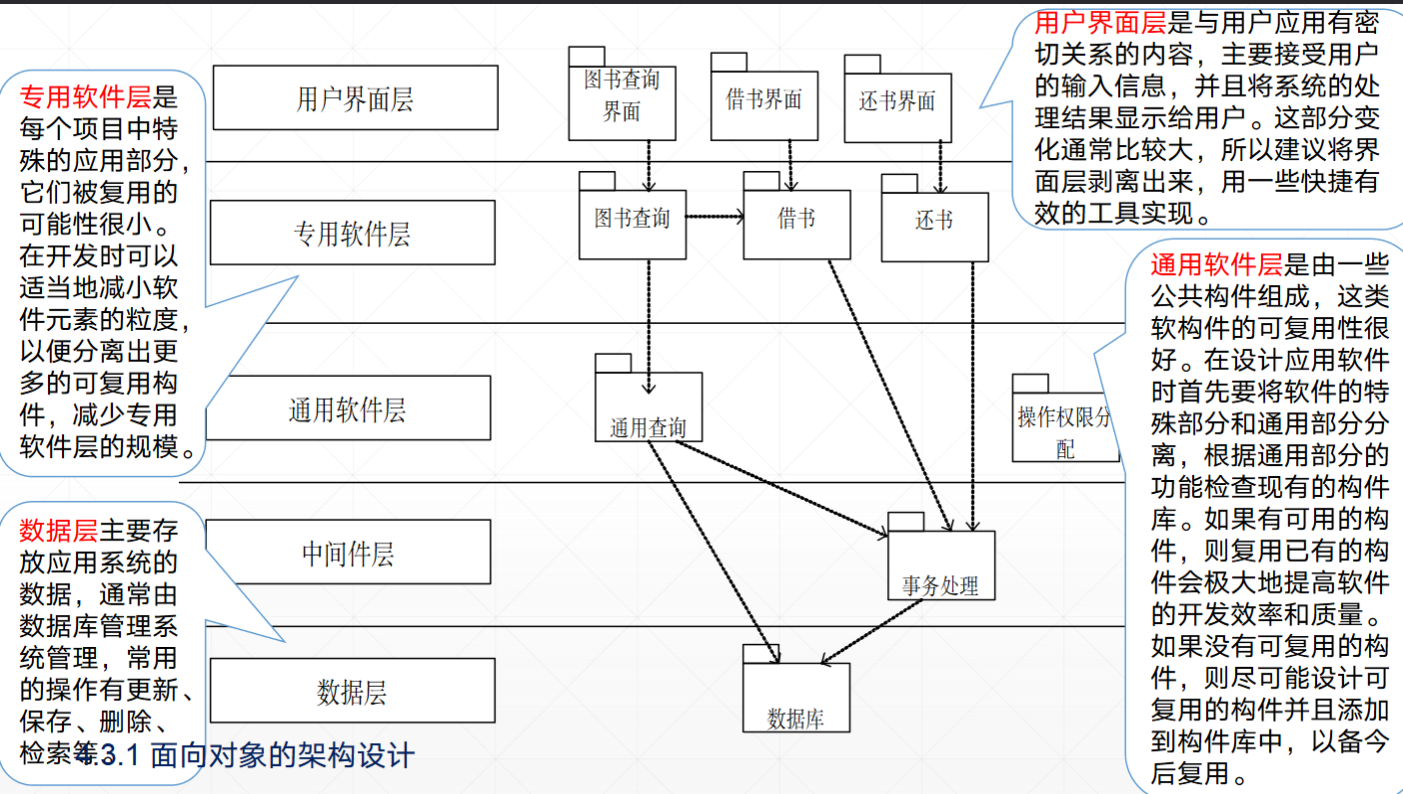 用户界面层是与用户应用有密
切关系的内容，主要接受用户
的输入信息，并且将系统的处
理结果显示给用户。这部分变
化通常比较大，所以建议将界
面层剥离出来，用一些快捷有
效的工具实现。
专用软件层是
每个项目中特
殊的应用部分，
它们被复用的
可能性很小。
在开发时可以
适当地减小软
件元素的粒度，
以便分离出更
多的可复用构
件，减少专用
软件层的规模。
用户界面层
图书查询
界面
借书界面
还书界面
专用软件层
图书查询
借书
还书
通用软件层
通用查询
操作权限分
配
通用软件层是由一些
公共构件组成，这类
软构件的可复用性很
好。在设计应用软件
时首先要将软件的特
殊部分和通用部分分
离，根据通用部分的
功能检查现有的构件
库。如果有可用的构
件，则复用已有的构
件会极大地提高软件
的开发效率和质量。
如果没有可复用的构
件，则尽可能设计可
复用的构件并且添加
到构件库中，以备今
后复用。
数据层主要存
放应用系统的
数据，通常由
数据库管理系
统管理，常用
的操作有更新、
保存、删除、
检索等。
中间件层
事务处理
数据层
数据库
4.3.1 面向对象的架构设计